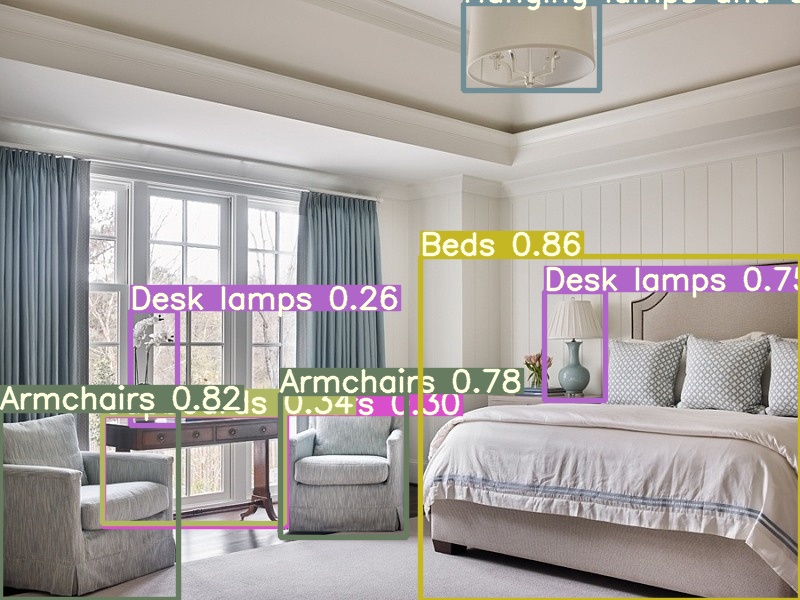 Hanging lamps and
Beds 0.86
Desk lamps 0.75
Desk lamps 0.26
Armchairs 0.78
Armchairs 0.82
ds 0.34
s 0.30